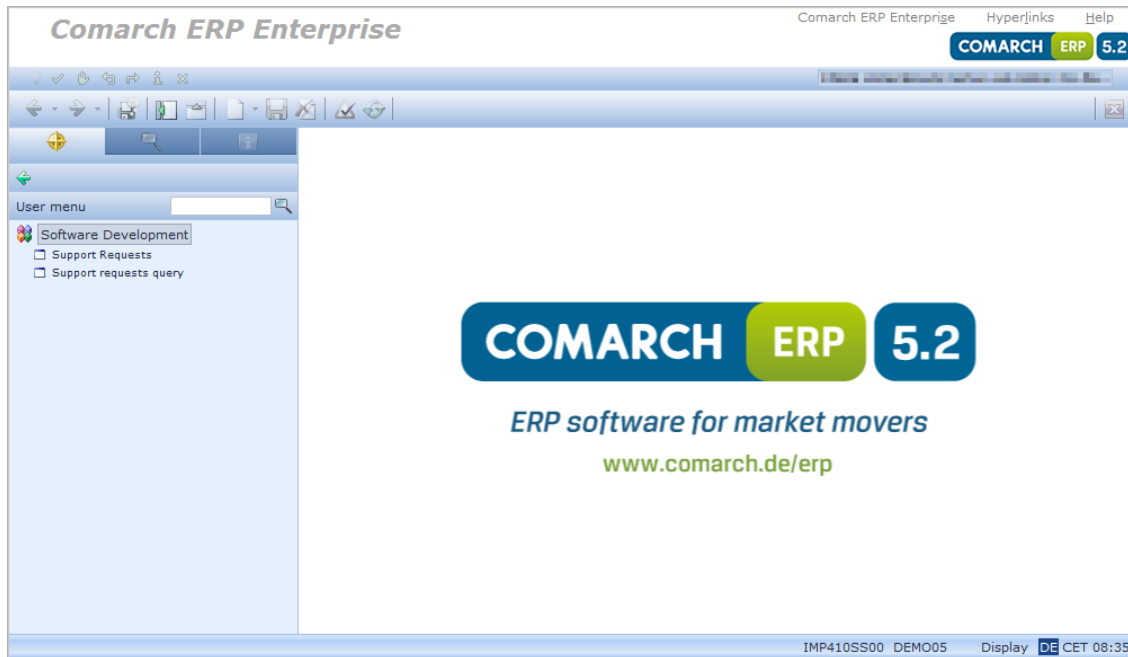 Comarch ERP Enterprise Hyperlinks Help
Comarch ERP Enterprise
COMARCH ERP 5.2
User menu
Software Development
Support Requests
Support requests query
COMARCH ERP 5.2
ERP software for market movers
www.comarch.de/erp
IMP410SS00 DEMO05 Display DE CET 08:35